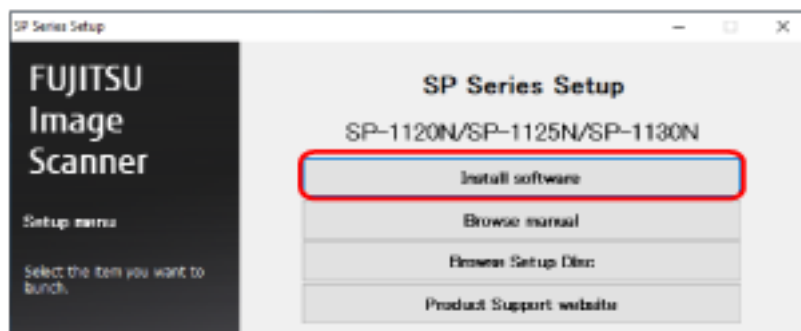 SP Series Setup
FUJITSU
Image
Scanner
Setup menu
Select the item you want to
launch.
SP Series Setup
SP-1120N/SP-1125N/SP-1130N
Install software
Browse manual
Browse Setup Disc
Product Support website